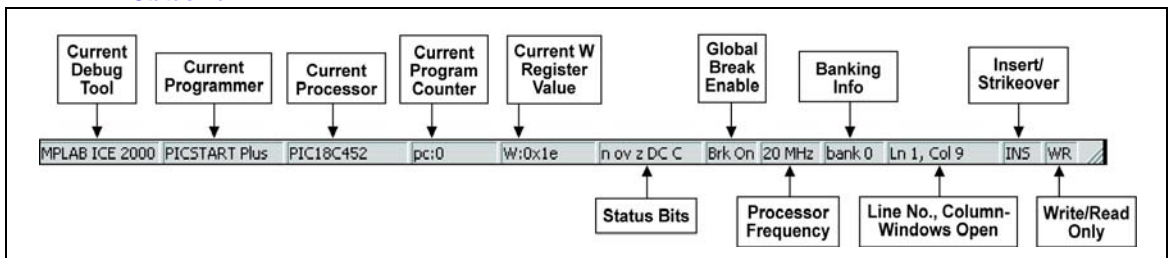 Current
Debug
Tool
Current
Programmer
Current
Processor
Current
Program
Counter
Current W
Register
Value
Global
Break
Enable
Banking
Info
Insert/
Strikeover
MPLAB ICE 2000 PICSTART Plus PIC18C452 pc:0 W:0x1e n ov z DC C Brk On 20 MHz bank 0 Ln 1, Col 9 INS WR
Status Bits
Processor
Frequency
Line No., Column-
Windows Open
Write/Read
Only